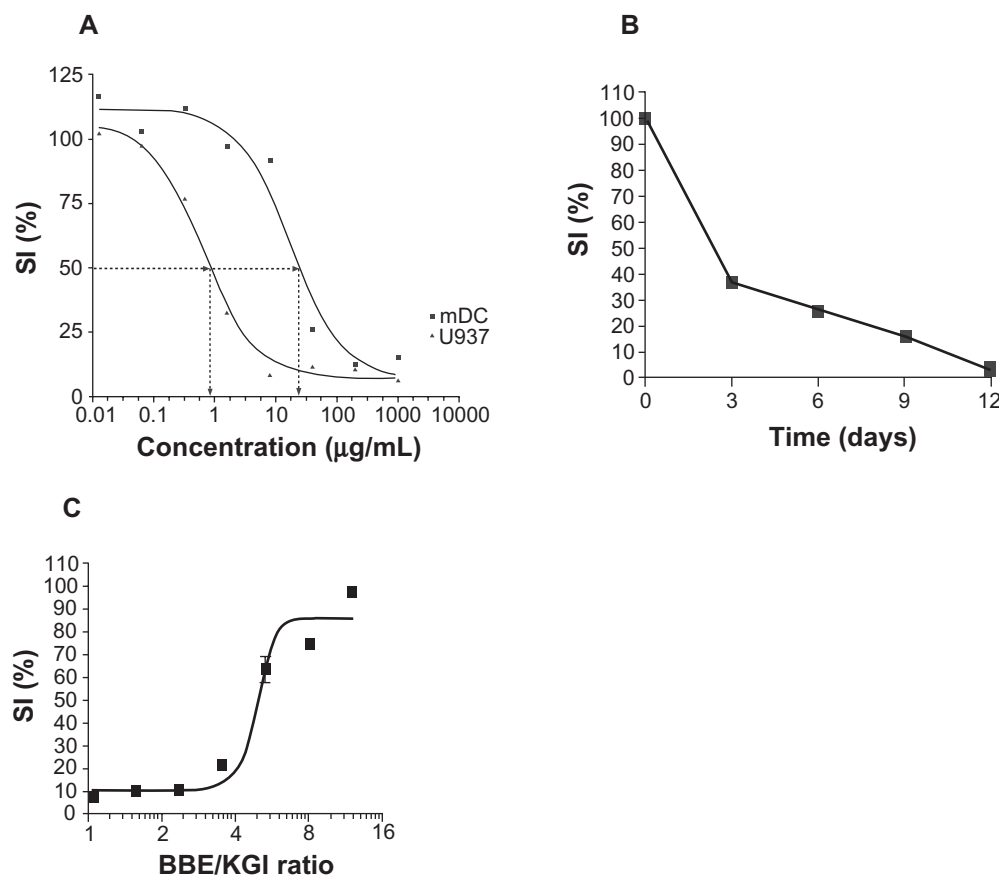 A
125
100
75
50
25
0
SI (%)
0.01 0.1 1 10 100 1000 10000
Concentration (μg/mL)
mDC
U937
B
110
100
90
80
70
60
50
40
30
20
10
0
SI (%)
0 3 6 9 12
Time (days)
C
110
100
90
80
70
60
50
40
30
20
10
0
SI (%)
1 2 4 8 16
BBE/KGI ratio